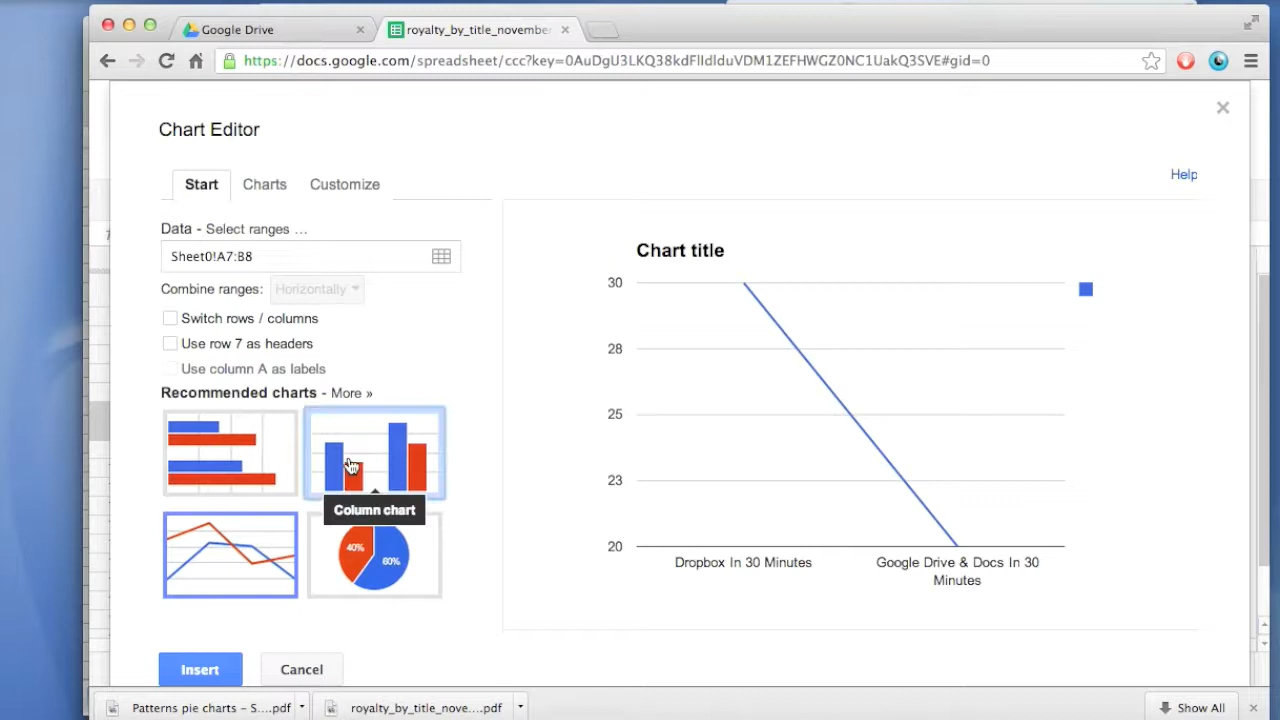 Google Drive
royalty_by_title_november
https://docs.google.com/spreadsheet/ccc?key=0AuDgU3LKQ38kdFlIdlduVDM1ZEFHWGZ0NC1UakQ3SVE#gid=0
Chart Editor
Help
Start Charts Customize
Data - Select ranges …
Sheet0!A7:B8
Combine ranges: Horizontally
Switch rows / columns
Use row 7 as headers
Use column A as labels
Recommended charts - More »
Column chart
40%
60%
Insert Cancel
Chart title
30
28
25
23
20
Dropbox In 30 Minutes
Google Drive & Docs In 30
Minutes
Patterns pie charts – S....pdf
royalty_by_title_nove....pdf
Show All